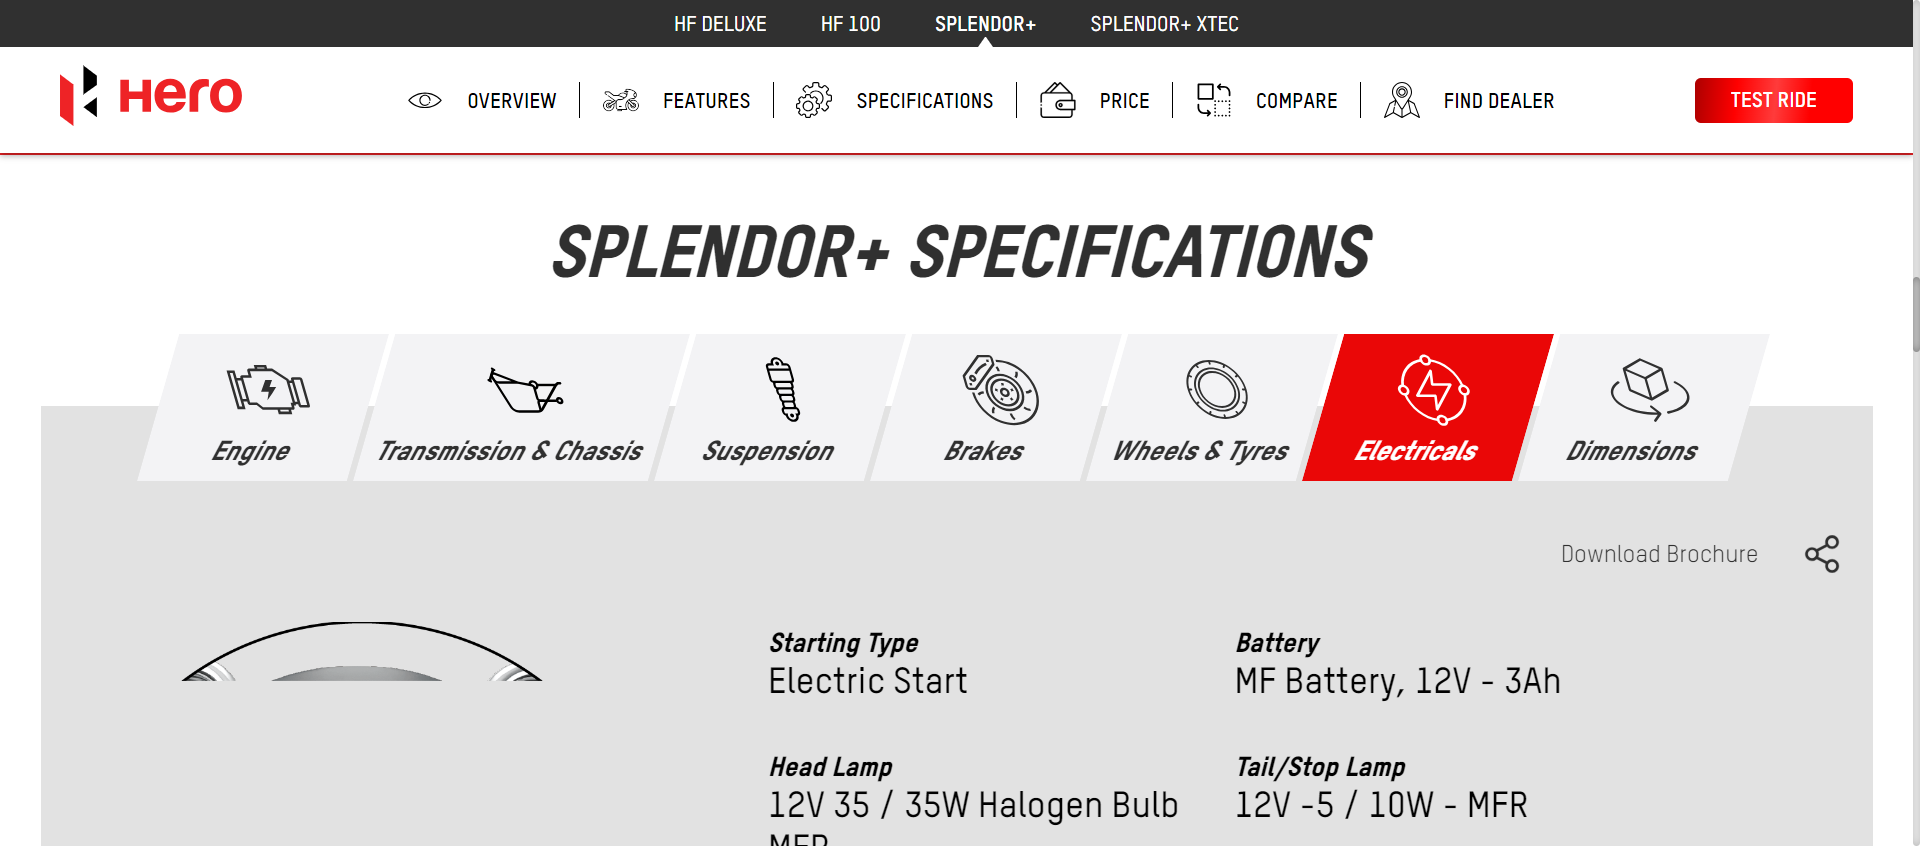 HF DELUXE HF 100 SPLENDOR+ SPLENDOR+ XTEC
Hero OVERVIEW FEATURES SPECIFICATIONS PRICE COMPARE FIND DEALER TEST RIDE
SPLENDOR+ SPECIFICATIONS
Engine Transmission & Chassis Suspension Brakes Wheels & Tyres Electricals Dimensions
Download Brochure
Starting Type Battery
Electric Start MF Battery, 12V - 3Ah
Head Lamp Tail/Stop Lamp
12V 35 / 35W Halogen Bulb 12V -5 / 10W - MFR